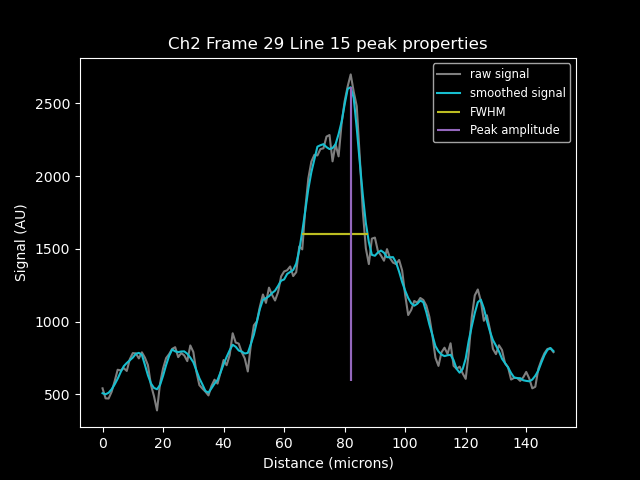 Ch2 Frame 29 Line 15 peak properties
raw signal
smoothed signal
FWHM
Peak amplitude
Signal (AU)
2500
2000
1500
1000
500
0 20 40 60 80 100 120 140
Distance (microns)